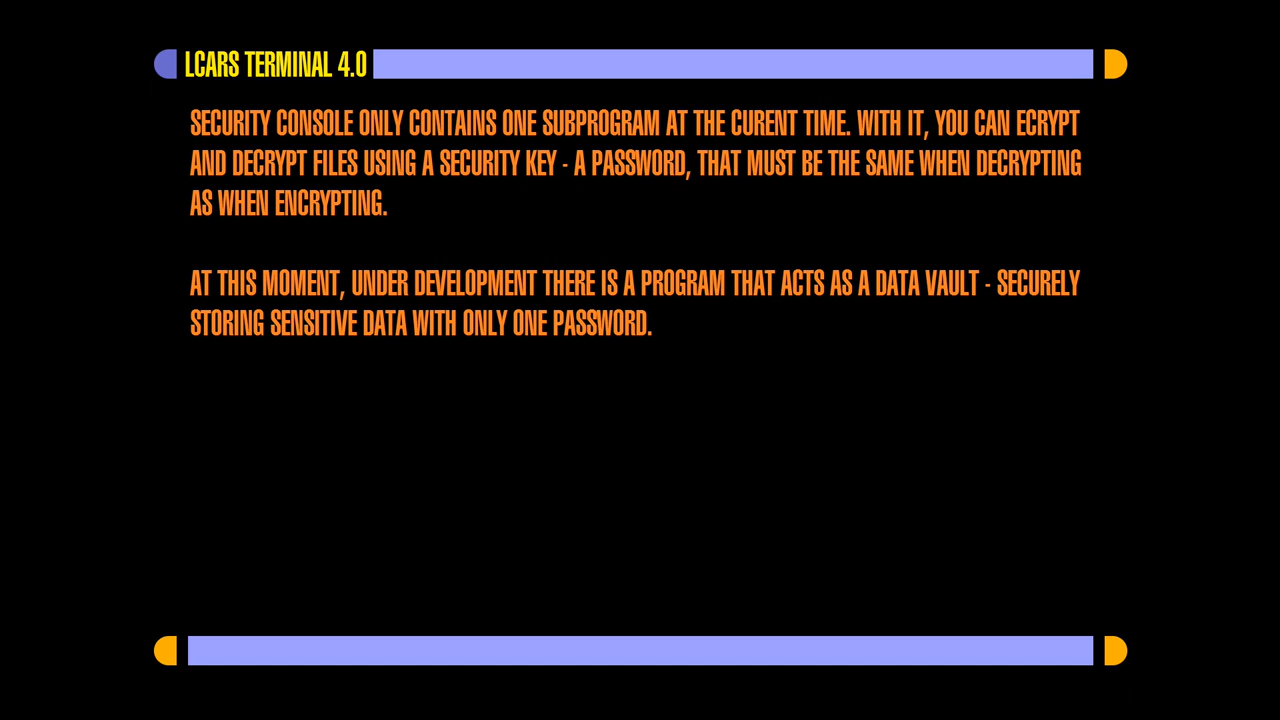 LCARS TERMINAL 4.0
SECURITY CONSOLE ONLY CONTAINS ONE SUBPROGRAM AT THE CURENT TIME. WITH IT, YOU CAN ECRYPT
AND DECRYPT FILES USING A SECURITY KEY - A PASSWORD, THAT MUST BE THE SAME WHEN DECRYPTING
AS WHEN ENCRYPTING.
AT THIS MOMENT, UNDER DEVELOPMENT THERE IS A PROGRAM THAT ACTS AS A DATA VAULT - SECURELY
STORING SENSITIVE DATA WITH ONLY ONE PASSWORD.